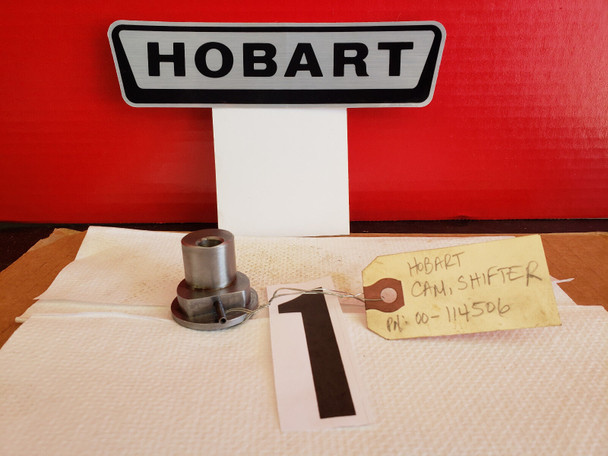 HOBART
HOBART
CAM, SHIFTER
PN: 00-114506
1